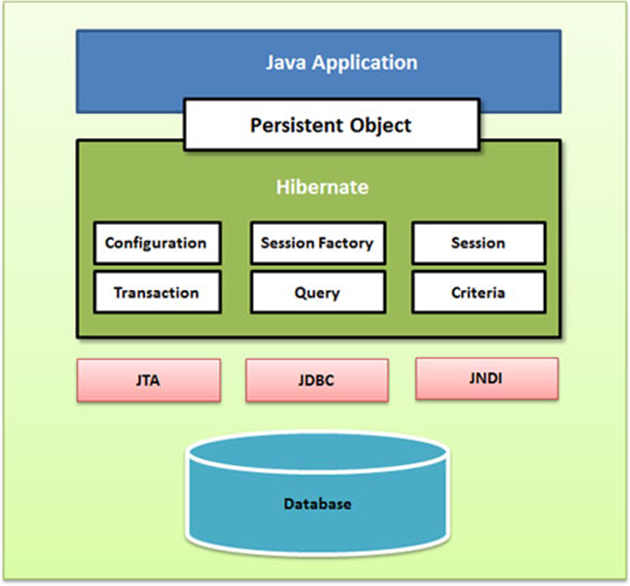 Java Application
Persistent Object
Hibernate
Configuration
Session Factory
Session
Transaction
Query
Criteria
JTA
JDBC
JNDI
Database